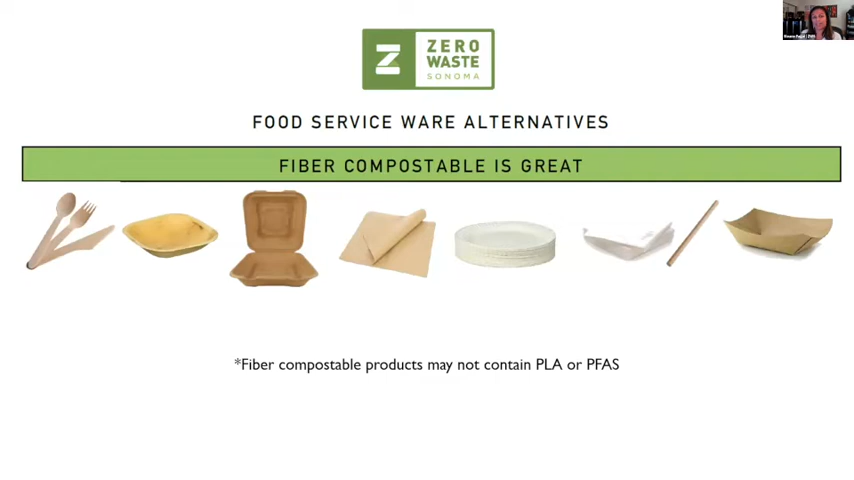 ZERO
WASTE
SONOMA
FOOD SERVICE WARE ALTERNATIVES
FIBER COMPOSTABLE IS GREAT
*Fiber compostable products may not contain PLA or PFAS